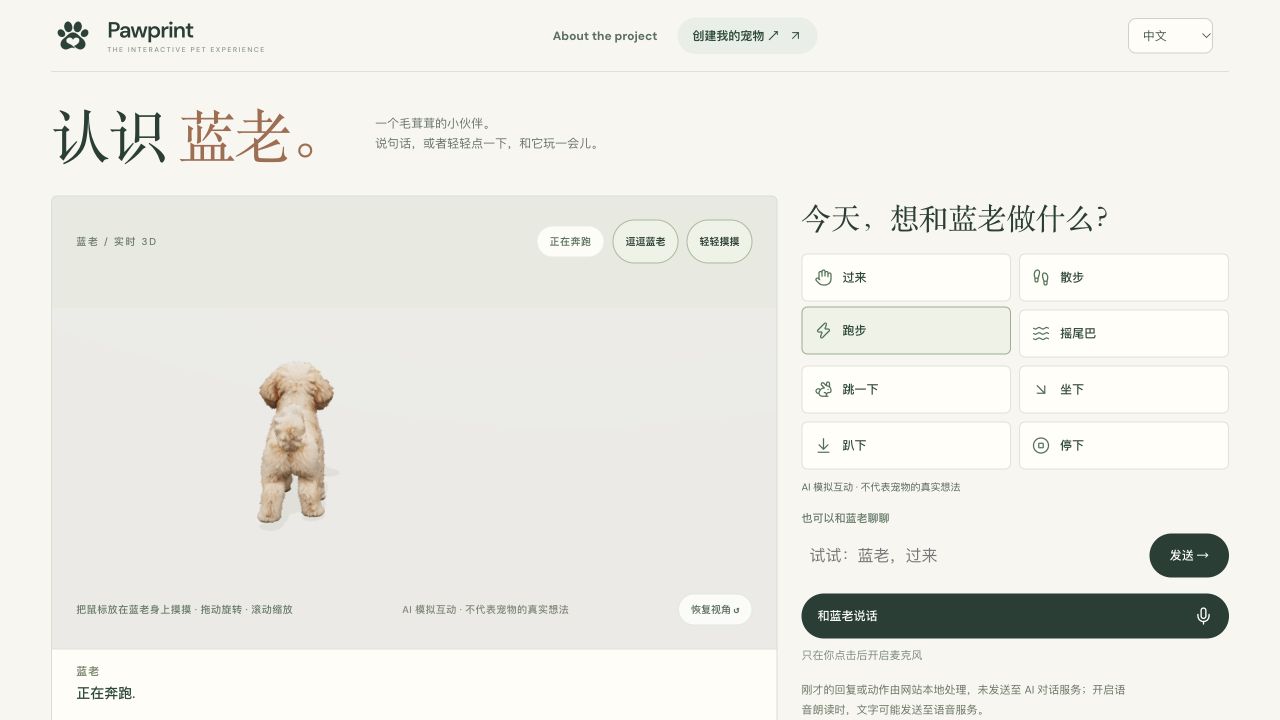 Pawprint
THE INTERACTIVE PET EXPERIENCE
About the project
创建我的宠物 ↗ ↗
中文
认识 蓝老。
一个毛茸茸的小伙伴。
说句话，或者轻轻点一下，和它玩一会儿。
蓝老 / 实时 3D
正在奔跑
逗逗蓝老
轻轻摸摸
把鼠标放在蓝老身上摸摸 · 拖动旋转 · 滚动缩放
AI 模拟互动 · 不代表宠物的真实想法
恢复视角 ↺
蓝老
正在奔跑.
今天，想和蓝老做什么？
过来
散步
跑步
摇尾巴
跳一下
坐下
趴下
停下
AI 模拟互动 · 不代表宠物的真实想法
也可以和蓝老聊聊
试试：蓝老，过来
发送 →
和蓝老说话
只在你点击后开启麦克风
刚才的回复或动作由网站本地处理，未发送至 AI 对话服务；开启语
音朗读时，文字可能发送至语音服务。